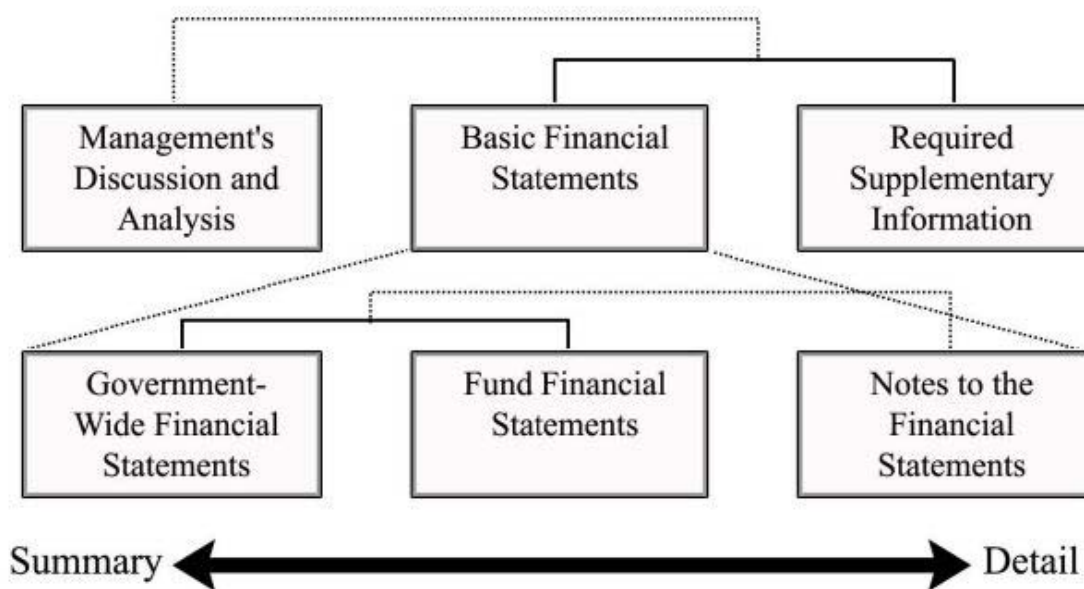 Management's
Discussion and
Analysis
Basic Financial
Statements
Required
Supplementary
Information
Government-
Wide Financial
Statements
Fund Financial
Statements
Notes to the
Financial
Statements
Summary
Detail